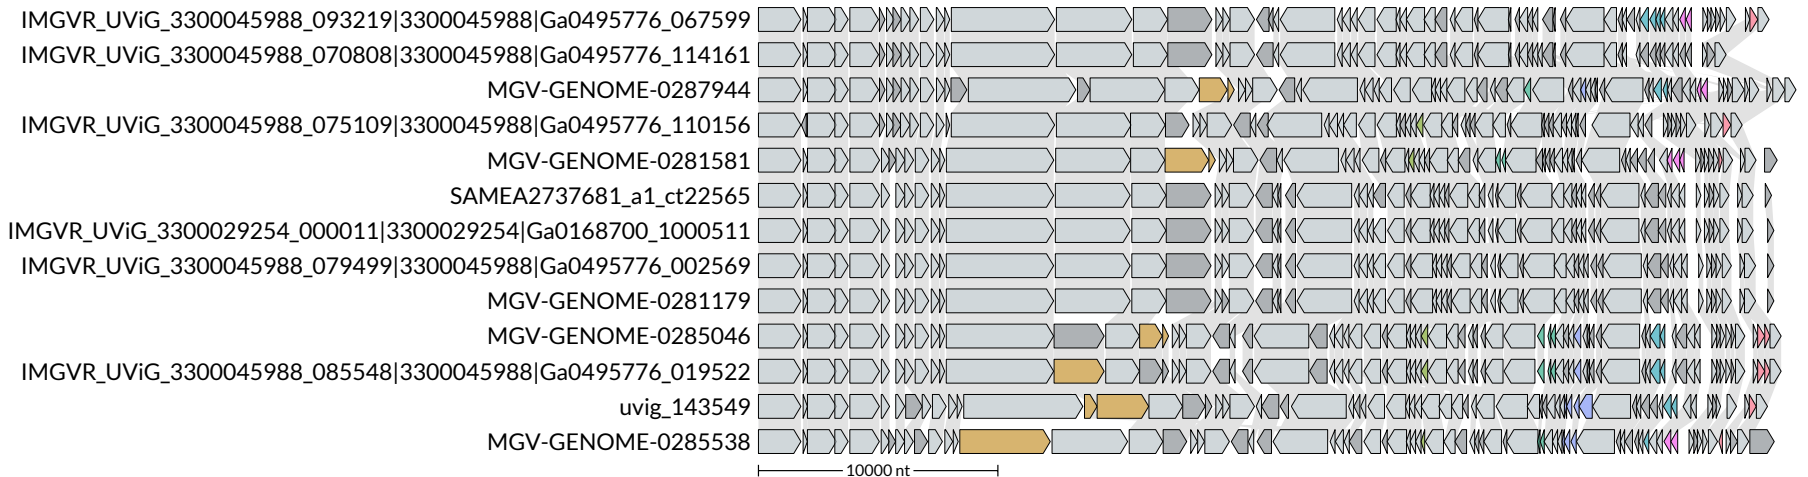 IMGVR_UViG_3300045988_093219|3300045988|Ga0495776_067599
IMGVR_UViG_3300045988_070808|3300045988|Ga0495776_114161
MGV-GENOME-0287944
IMGVR_UViG_3300045988_075109|3300045988|Ga0495776_110156
MGV-GENOME-0281581
SAMEA2737681_a1_ct22565
IMGVR_UViG_3300029254_000011|3300029254|Ga0168700_1000511
IMGVR_UViG_3300045988_079499|3300045988|Ga0495776_002569
MGV-GENOME-0281179
MGV-GENOME-0285046
IMGVR_UViG_3300045988_085548|3300045988|Ga0495776_019522
uvig_143549
MGV-GENOME-0285538
10000 nt